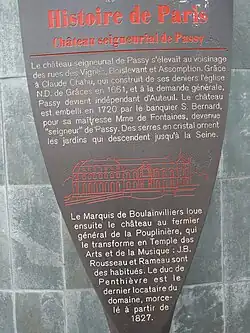 Histoire de Paris
Château seigneurial de Passy
Le château seigneurial de Passy s'élevait au voisinage
des rues des Vignes, Boislevant et Assomption. Grâce
à Claude Chahu, qui construit de ses deniers l'église
N.D. de Grâces en 1661, et à la demande générale,
Passy devient indépendant d'Auteuil. Le château
est embelli en 1720 par le banquier S. Bernard,
pour sa maîtresse Mme de Fontaines, devenue
"seigneur" de Passy. Des serres en cristal ornent
les jardins qui descendent jusqu'à la Seine.
Le Marquis de Boulainvilliers loue
ensuite le château au fermier
général de la Pouplinière, qui
le transforme en Temple des
Arts et de la Musique : J.B.
Rousseau et Rameau sont
des habitués. Le duc de
Penthièvre est le
dernier locataire du
domaine, morce-
lé à partir de
1827.